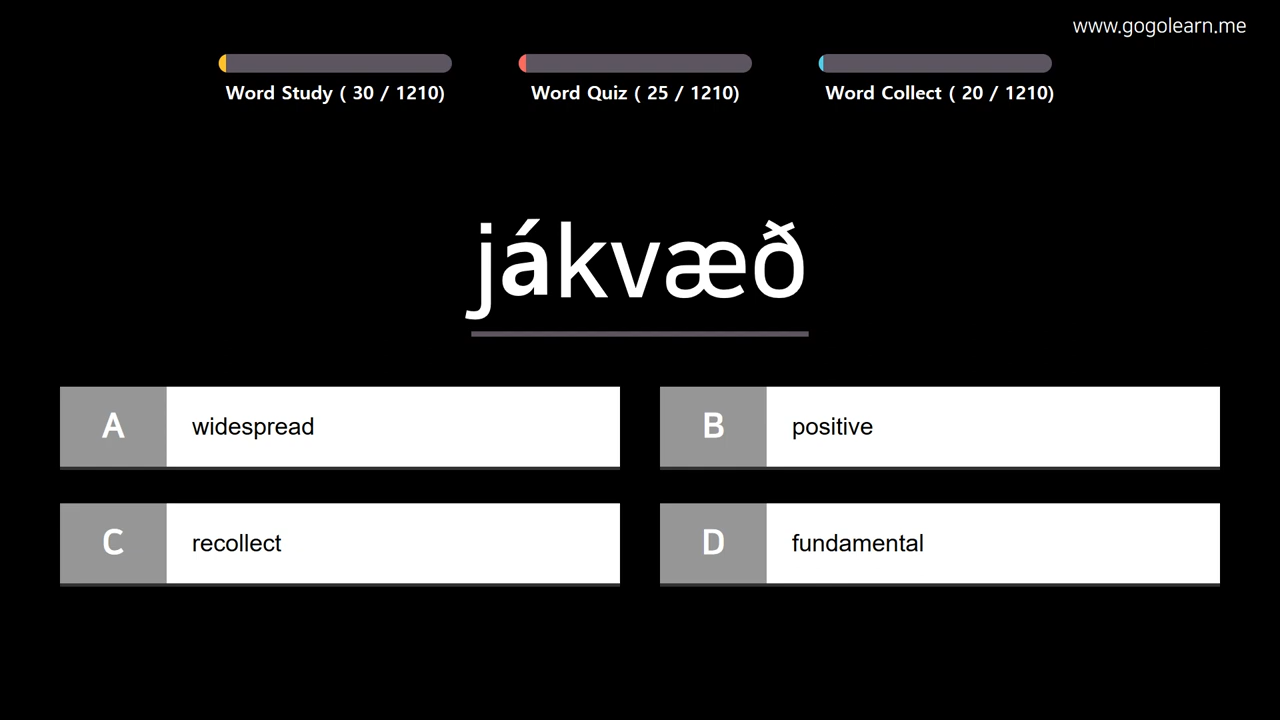 www.gogolearn.me
Word Study ( 30 / 1210)
Word Quiz ( 25 / 1210)
Word Collect ( 20 / 1210)
jákvæð
A widespread
B positive
C recollect
D fundamental